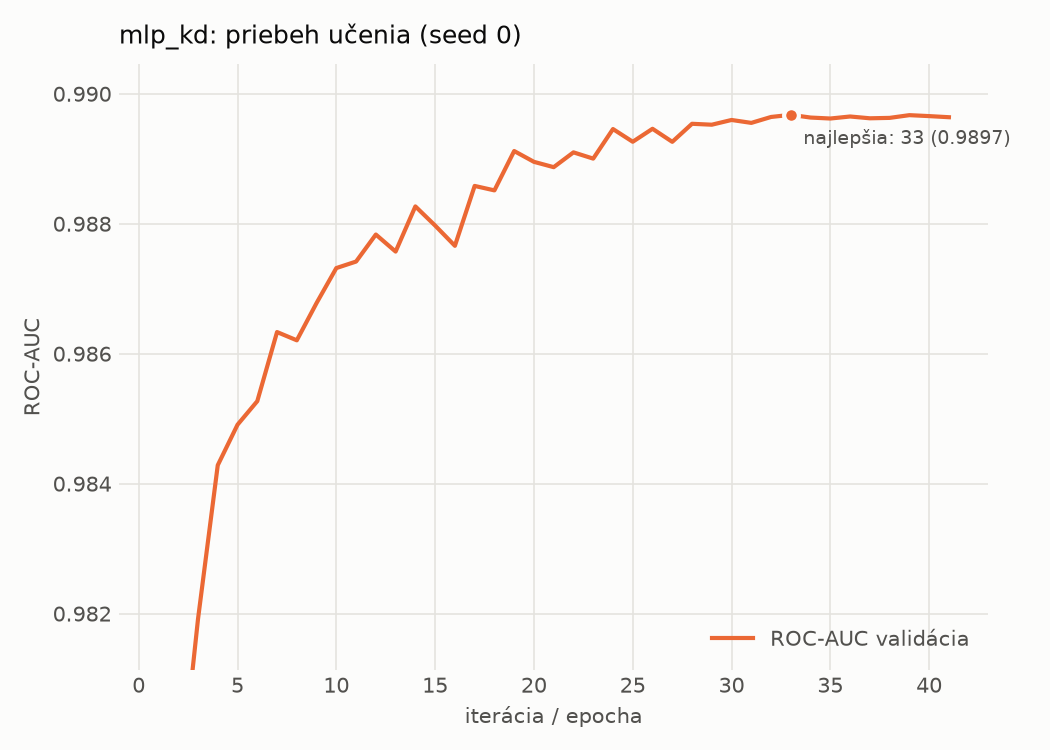 mlp_kd: priebeh učenia (seed 0)
0.990
0.988
0.986
0.984
0.982
ROC-AUC
najlepšia: 33 (0.9897)
ROC-AUC validácia
0 5 10 15 20 25 30 35 40
iterácia / epocha